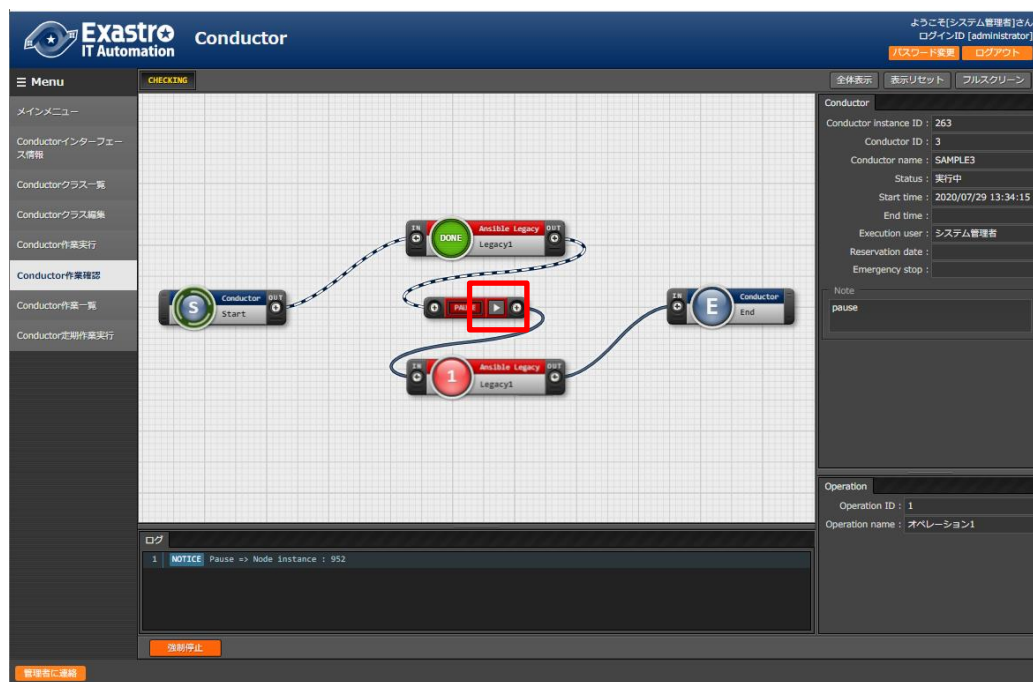 ようこそ[システム管理者]さん
ログインID [administrator]
パスワード変更 ログアウト
Exastro
IT Automation
Conductor
Menu
CHECKING
全体表示 表示リセット フルスクリーン
メインメニュー
Conductorインターフェー
ス情報
Conductorクラス一覧
Conductorクラス編集
Conductor作業実行
Conductor作業確認
Conductor作業一覧
Conductor定期作業実行
S
Conductor OUT
Start
IN DONE Ansible Legacy OUT
Legacy1
PAUSE
IN 1 Ansible Legacy OUT
Legacy1
IN E Conductor
End
Conductor
Conductor instance ID : 263
Conductor ID : 3
Conductor name : SAMPLE3
Status : 実行中
Start time : 2020/07/29 13:34:15
End time :
Execution user : システム管理者
Reservation date :
Emergency stop :
Note
pause
Operation
Operation ID : 1
Operation name : オペレーション1
ログ
1 NOTICE Pause => Node instance : 952
強制停止
管理者に連絡